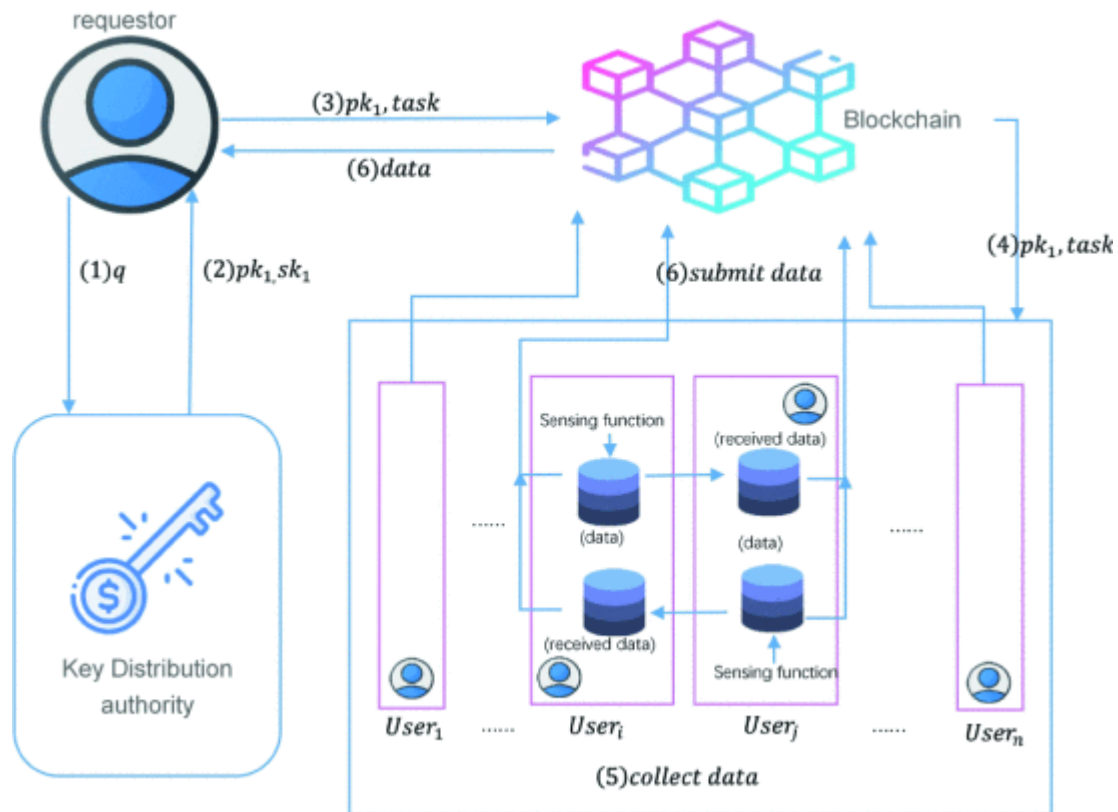 requestor
(3)pk₁,task
Blockchain
(6)data
(4)pk₁,task
(1)q
(2)pk₁,sk₁
(6)submit data
Sensing function
(received data)
......
......
(data)
(data)
(received data)
Sensing function
Key Distribution
authority
User₁
......
Userᵢ
Userⱼ
......
Userₙ
(5)collect data